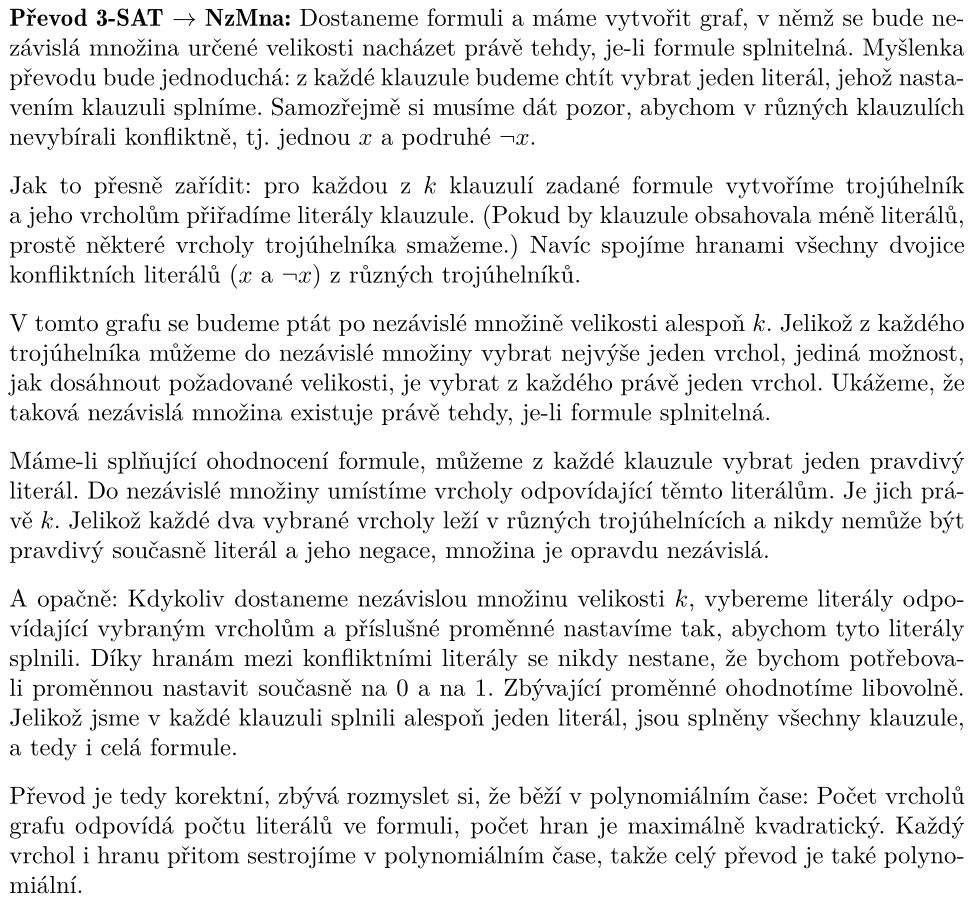 Převod 3-SAT → NzMna: Dostaneme formuli a máme vytvořit graf, v němž se bude ne-
závislá množina určené velikosti nacházet právě tehdy, je-li formule splnitelná. Myšlenka
převodu bude jednoduchá: z každé klauzule budeme chtít vybrat jeden literál, jehož nasta-
vením klauzuli splníme. Samozřejmě si musíme dát pozor, abychom v různých klauzulích
nevybírali konfliktně, tj. jednou x a podruhé ¬x.
Jak to přesně zařídit: pro každou z k klauzulí zadané formule vytvoříme trojúhelník
a jeho vrcholům přiřadíme literály klauzule. (Pokud by klauzule obsahovala méně literálů,
prostě některé vrcholy trojúhelníka smažeme.) Navíc spojíme hranami všechny dvojice
konfliktních literálů (x a ¬x) z různých trojúhelníků.
V tomto grafu se budeme ptát po nezávislé množině velikosti alespoň k. Jelikož z každého
trojúhelníka můžeme do nezávislé množiny vybrat nejvýše jeden vrchol, jediná možnost,
jak dosáhnout požadované velikosti, je vybrat z každého právě jeden vrchol. Ukážeme, že
taková nezávislá množina existuje právě tehdy, je-li formule splnitelná.
Máme-li splňující ohodnocení formule, můžeme z každé klauzule vybrat jeden pravdivý
literál. Do nezávislé množiny umístíme vrcholy odpovídající těmto literálům. Je jich prá-
vě k. Jelikož každé dva vybrané vrcholy leží v různých trojúhelnících a nikdy nemůže být
pravdivý současně literál a jeho negace, množina je opravdu nezávislá.
A opačně: Kdykoliv dostaneme nezávislou množinu velikosti k, vybereme literály odpo-
vídající vybraným vrcholům a příslušné proměnné nastavíme tak, abychom tyto literály
splnili. Díky hranám mezi konfliktními literály se nikdy nestane, že bychom potřebova-
li proměnnou nastavit současně na 0 a na 1. Zbývající proměnné ohodnotíme libovolně.
Jelikož jsme v každé klauzuli splnili alespoň jeden literál, jsou splněny všechny klauzule,
a tedy i celá formule.
Převod je tedy korektní, zbývá rozmyslet si, že běží v polynomiálním čase: Počet vrcholů
grafu odpovídá počtu literálů ve formuli, počet hran je maximálně kvadratický. Každý
vrchol i hranu přitom sestrojíme v polynomiálním čase, takže celý převod je také polyno-
miální.